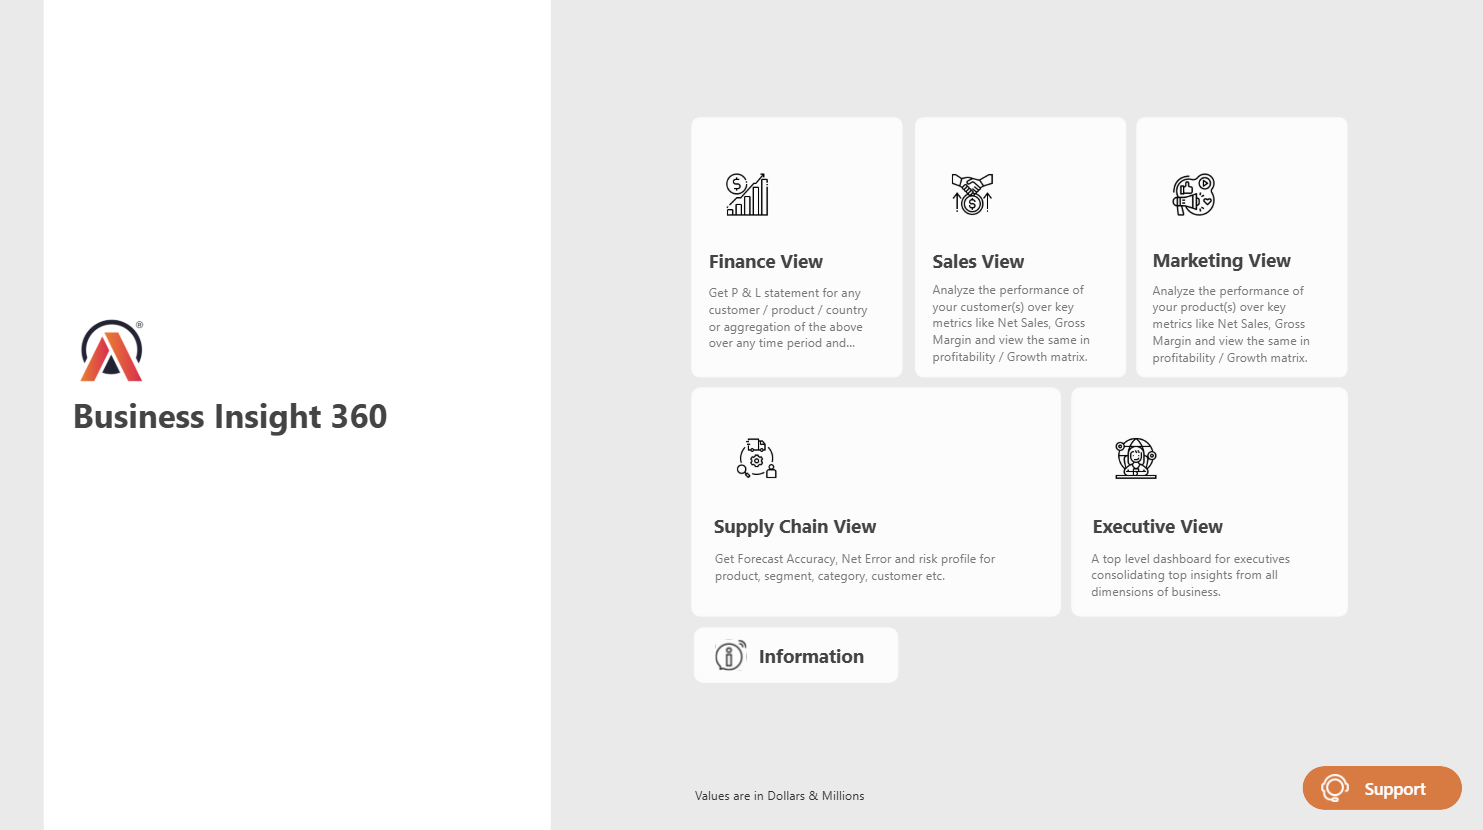 ®
Business Insight 360
Finance View
Get P & L statement for any
customer / product / country
or aggregation of the above
over any time period and...
Sales View
Analyze the performance of
your customer(s) over key
metrics like Net Sales, Gross
Margin and view the same in
profitability / Growth matrix.
Marketing View
Analyze the performance of
your product(s) over key
metrics like Net Sales, Gross
Margin and view the same in
profitability / Growth matrix.
Supply Chain View
Get Forecast Accuracy, Net Error and risk profile for
product, segment, category, customer etc.
Executive View
A top level dashboard for executives
consolidating top insights from all
dimensions of business.
Information
Values are in Dollars & Millions
Support